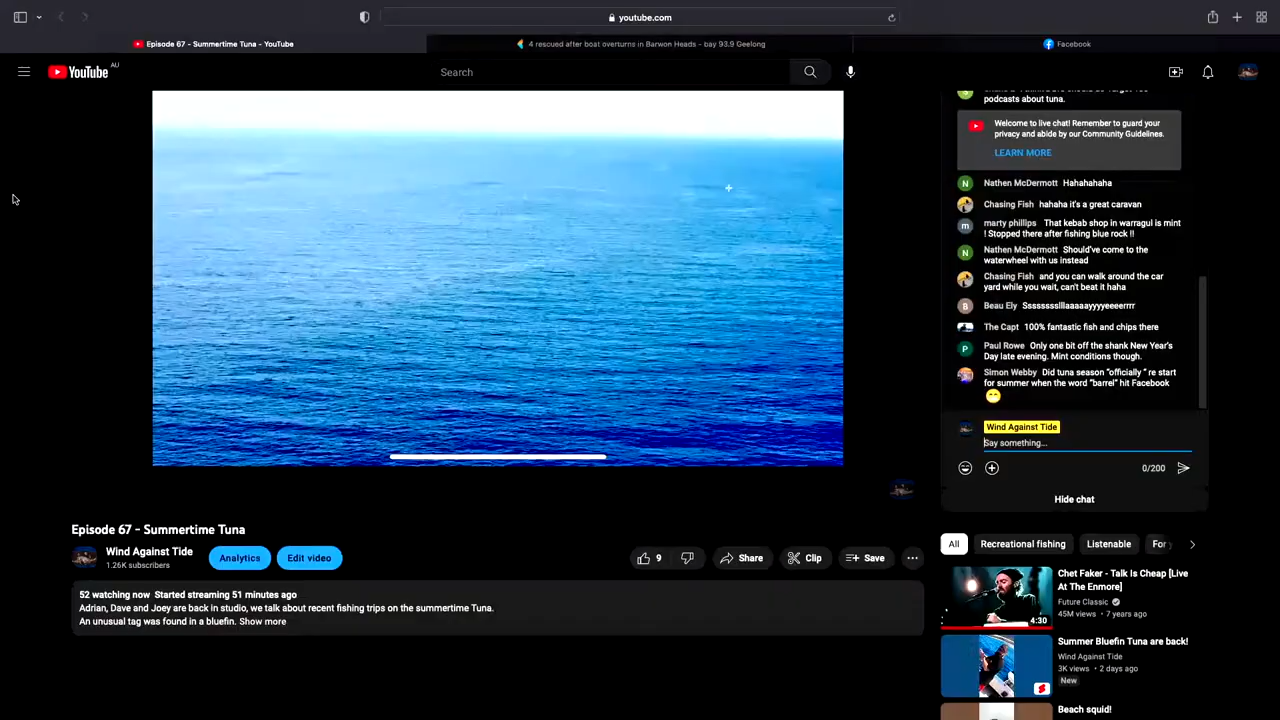 youtube.com
Episode 67 - Summertime Tuna - YouTube
4 rescued after boat overturns in Barwon Heads - bay 93.9 Geelong
Facebook
YouTube AU
Search
podcasts about tuna.
Welcome to live chat! Remember to guard your
privacy and abide by our Community Guidelines.
LEARN MORE
N Nathen McDermott Hahahahaha
Chasing Fish hahaha it's a great caravan
m marty phillips That kebab shop in warragui is mint
! Stopped there after fishing blue rock !!
N Nathen McDermott Should've come to the
waterwheel with us instead
Chasing Fish and you can walk around the car
yard while you wait, can't beat it haha
B Beau Ely Sssssssslllaaaaayyyyeeeerrrr
The Capt 100% fantastic fish and chips there
P Paul Rowe Only one bit off the shank New Year's
Day late evening. Mint conditions though.
Simon Webby Did tuna season “officially “ re start
for summer when the word “barrel” hit Facebook
Wind Against Tide
Say something...
0/200
Hide chat
Episode 67 - Summertime Tuna
Wind Against Tide
1.26K subscribers
Analytics
Edit video
9
Share
Clip
Save
52 watching now Started streaming 51 minutes ago
Adrian, Dave and Joey are back in studio, we talk about recent fishing trips on the summertime Tuna.
An unusual tag was found in a bluefin. Show more
All
Recreational fishing
Listenable
For
Chet Faker - Talk Is Cheap [Live
At The Enmore]
Future Classic
45M views • 7 years ago
4:30
Summer Bluefin Tuna are back!
Wind Against Tide
3K views • 2 days ago
New
Beach squid!